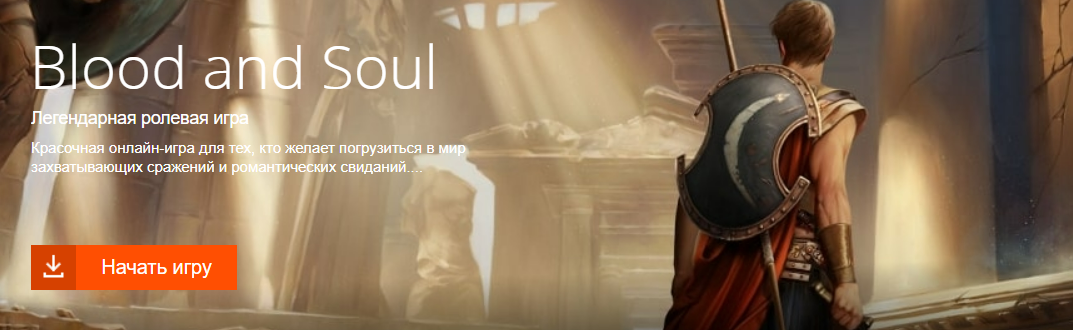 Blood and Soul
Легендарная ролевая игра
Красочная онлайн-игра для тех, кто желает погрузиться в мир
захватывающих сражений и романтических свиданий....
Начать игру